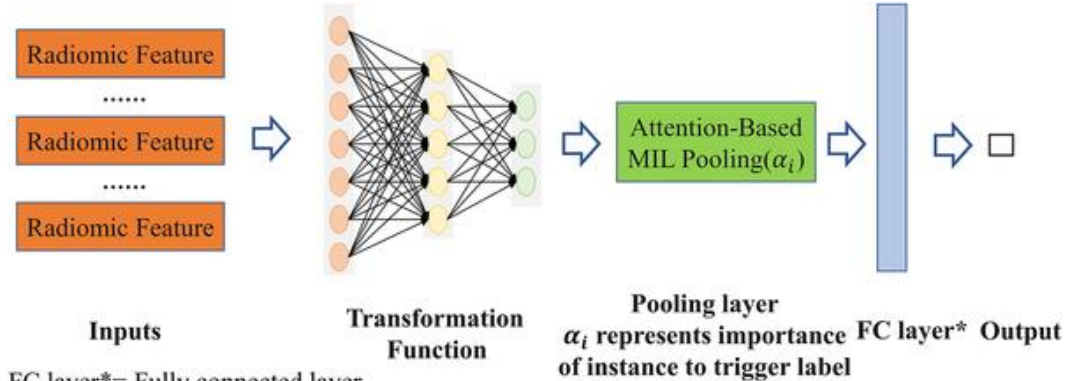 Radiomic Feature
......
Radiomic Feature
......
Radiomic Feature
Attention-Based
MIL Pooling(αᵢ)
Inputs
Transformation
Function
Pooling layer
αᵢ represents importance
of instance to trigger label
FC layer*
Output
FC layer*= Fully connected layer